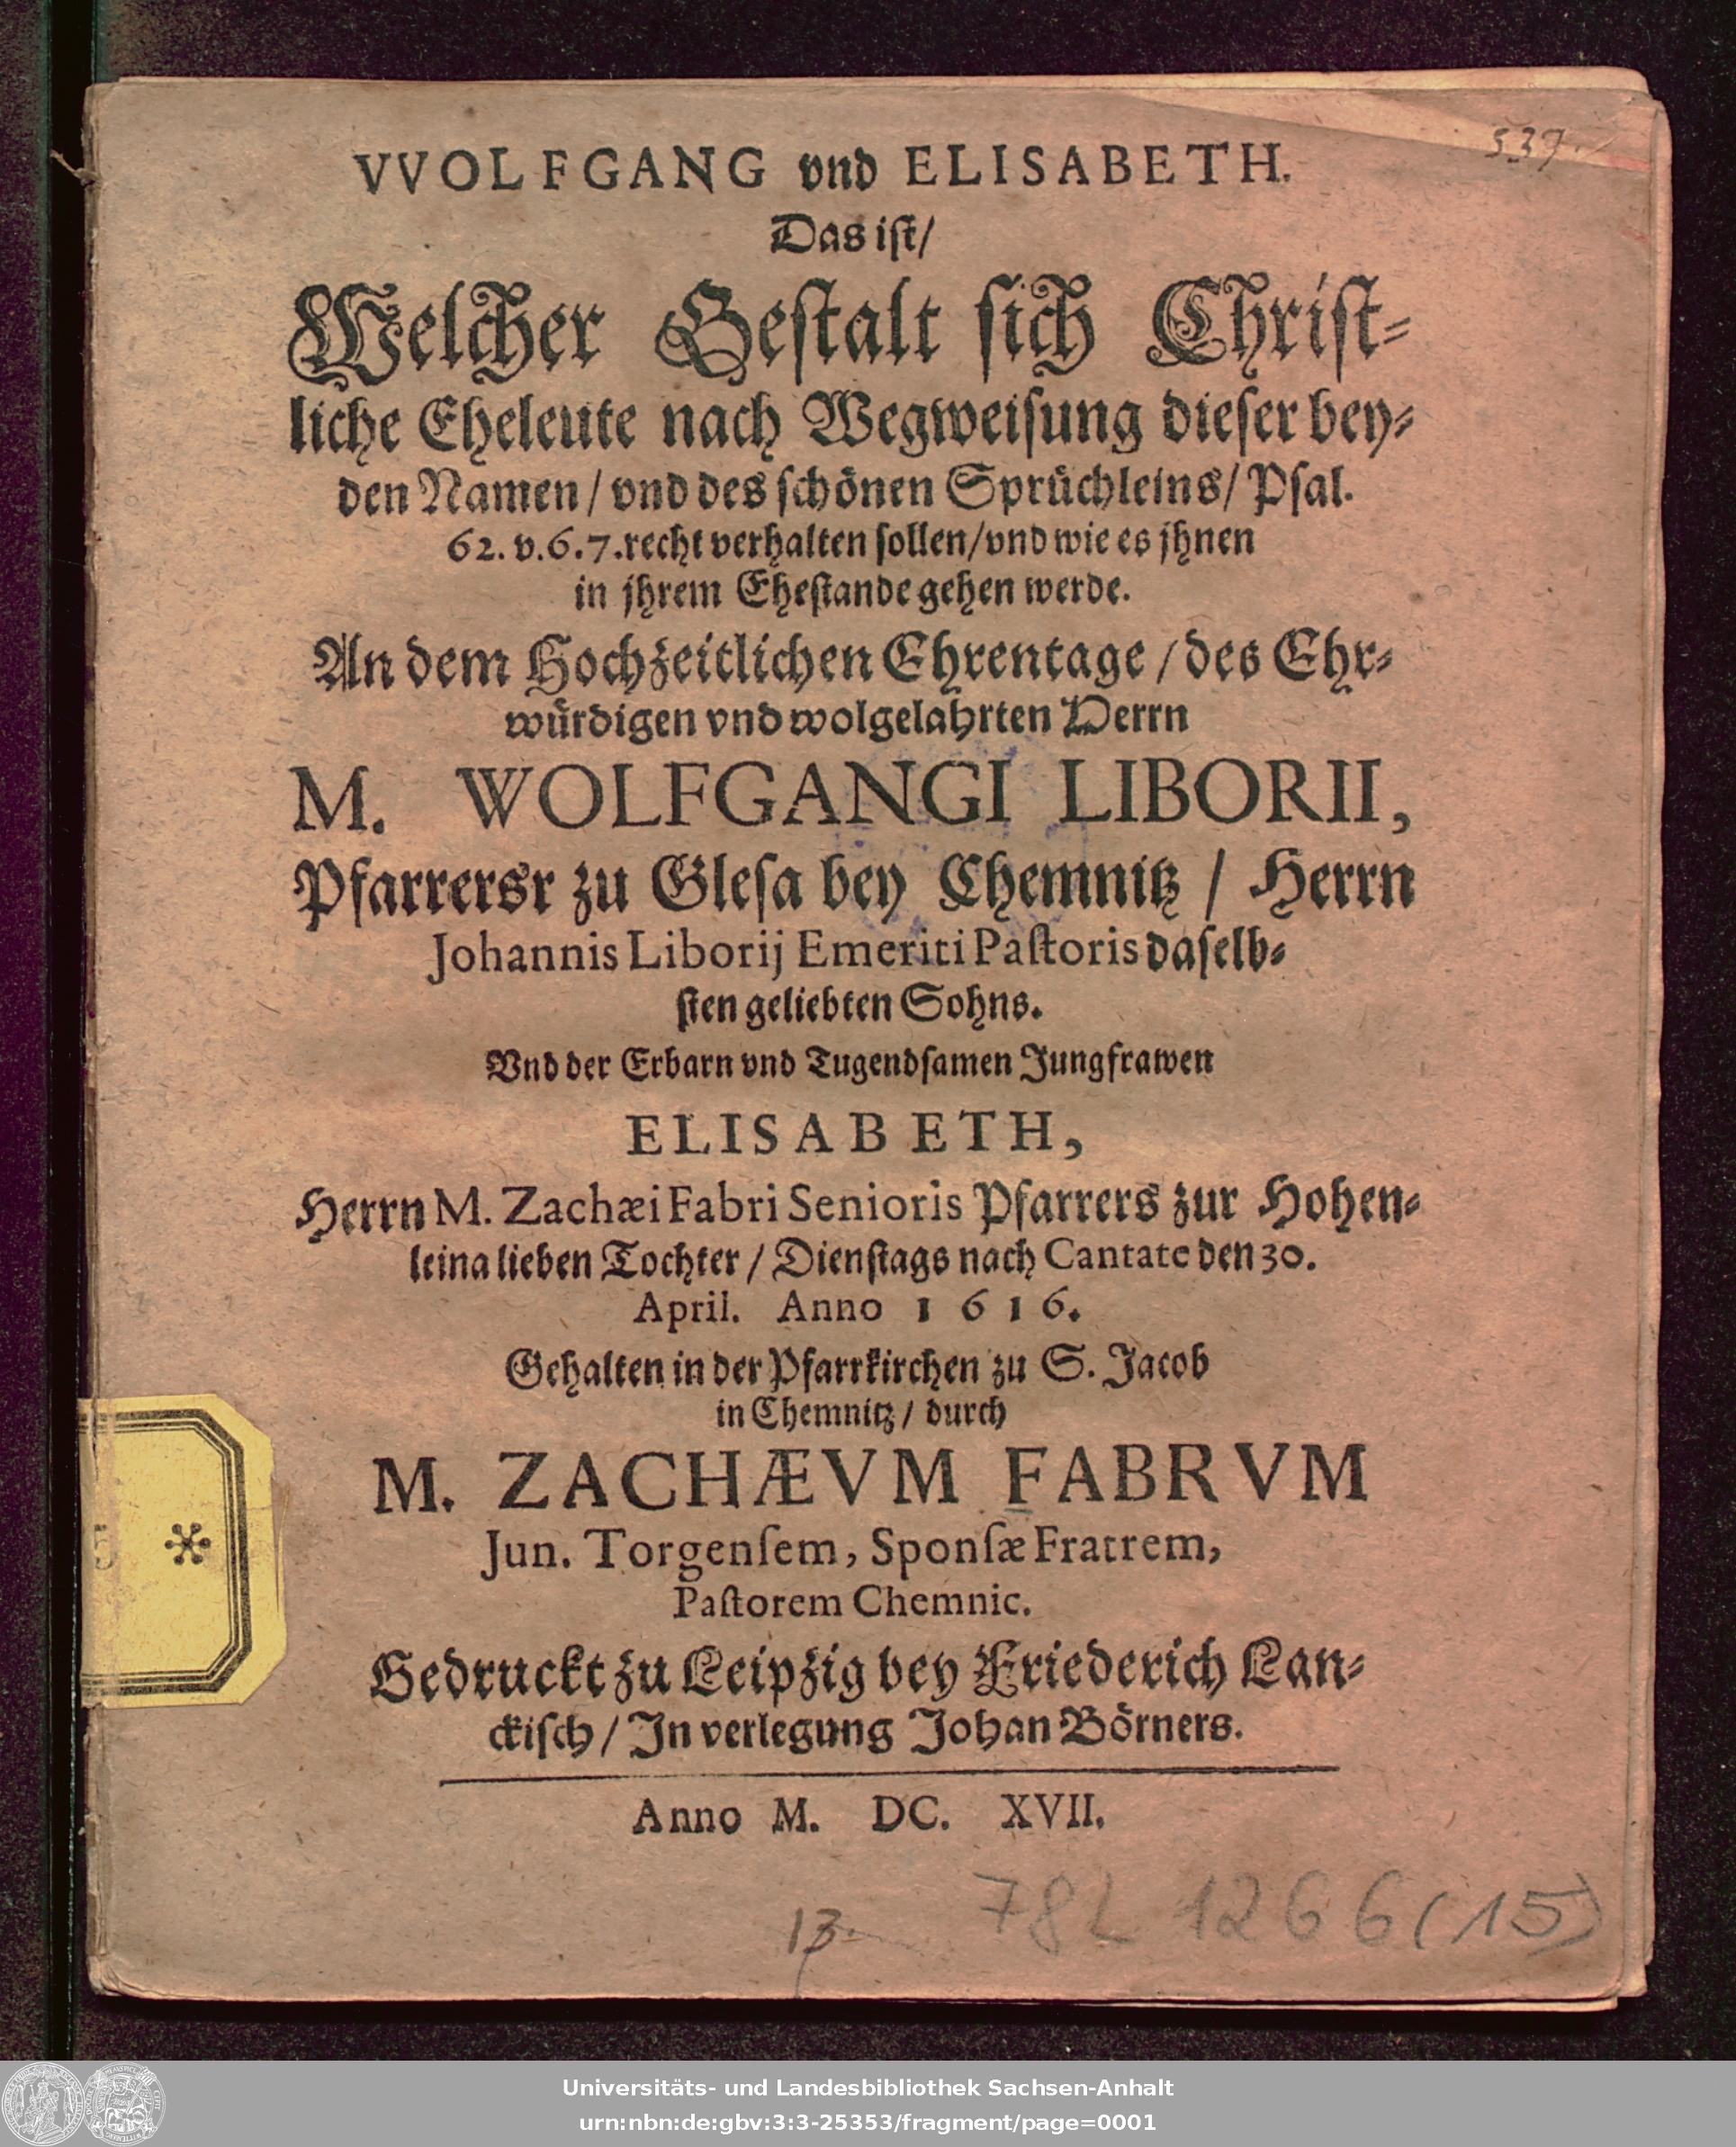 537.
VVOLFGANG vnd ELISABETH.
Das iſt/
Welcher Geſtalt ſich Chriſt-
liche Eheleute nach Wegweiſung dieſer bey-
den Namen/ vnd des ſchönen Sprüchleins/ Pſal.
62. v. 6. 7. recht verhalten ſollen/ vnd wie es jhnen
in jhrem Eheſtande gehen werde.
An dem Hochzeitlichen Ehrentage / des Ehr-
würdigen vnd wolgelahrten Herrn
M. WOLFGANGI LIBORII,
Pfarrersr zu Gleſa bey Chemnitz / Herrn
Johannis Liborij Emeriti Paſtoris daſelb-
ſten geliebten Sohns.
Vnd der Erbarn vnd Tugendſamen Jungfrawen
ELISABETH,
Herrn M. Zachæi Fabri Senioris Pfarrers zur Hohen-
leina lieben Tochter / Dienſtags nach Cantate den 30.
April. Anno 1616.
Gehalten in der Pfarrkirchen zu S. Jacob
in Chemnitz / durch
M. ZACHÆVM FABRVM
Jun. Torgenſem, Sponſæ Fratrem,
Paſtorem Chemnic.
Gedruckt zu Leipzig bey Friederich Lan-
ckiſch / In verlegung Johan Börners.
Anno M. DC. XVII.
78 L 1266 (15)
13.
Universitäts- und Landesbibliothek Sachsen-Anhalt
urn:nbn:de:gbv:3:3-25353/fragment/page=0001